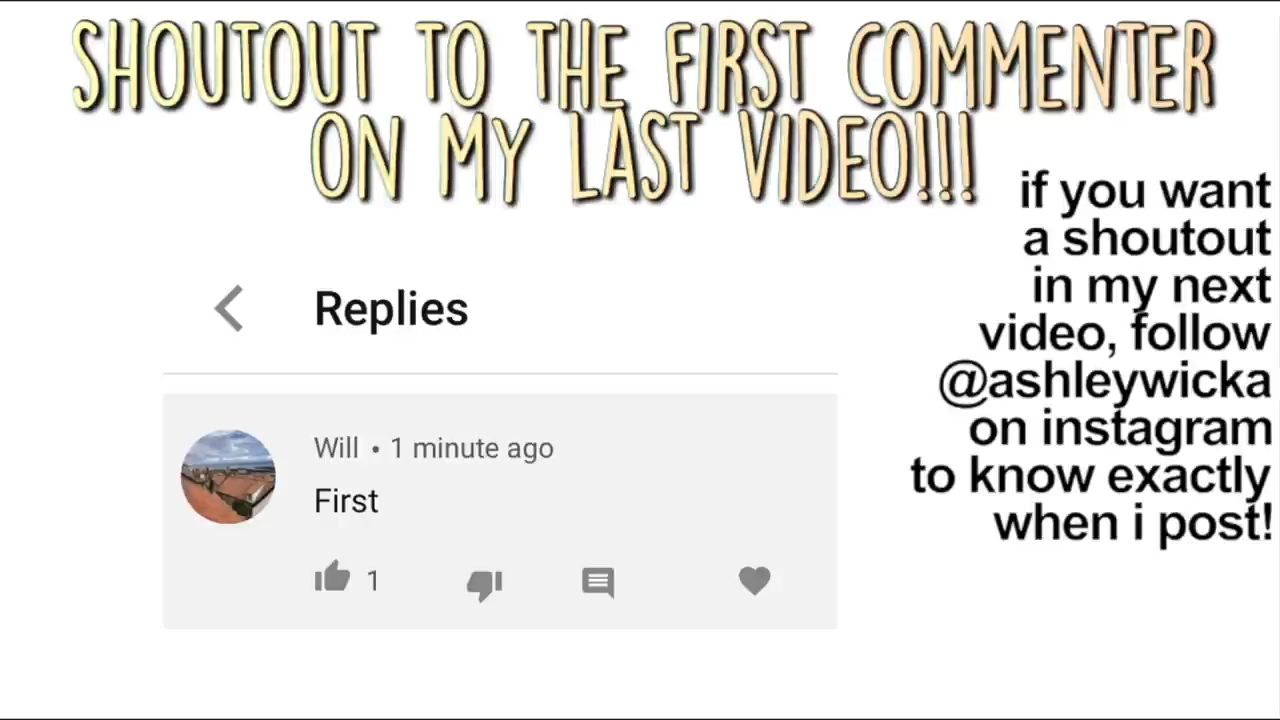 SHOUTOUT TO THE FIRST COMMENTER
ON MY LAST VIDEO!!!
if you want
a shoutout
in my next
video, follow
@ashleywicka
on instagram
to know exactly
when i post!
Replies
Will • 1 minute ago
First
1